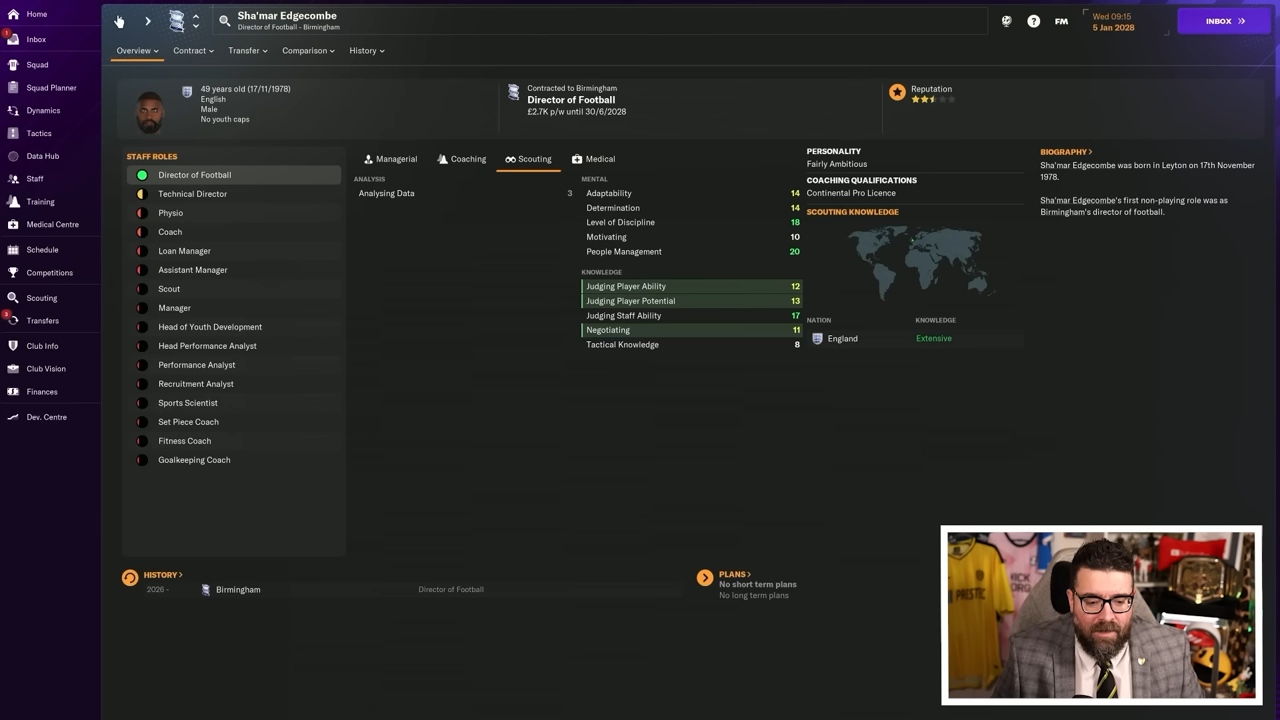 Home
Sha'mar Edgecombe
Director of Football - Birmingham
FM
Wed 09:15
5 Jan 2028
INBOX
1
Inbox
Squad
Squad Planner
Dynamics
Tactics
Data Hub
Staff
Training
Medical Centre
Schedule
Competitions
Scouting
3
Transfers
Club Info
Club Vision
Finances
Dev. Centre
Overview
Contract
Transfer
Comparison
History
49 years old (17/11/1978)
English
Male
No youth caps
Contracted to Birmingham
Director of Football
£2.7K p/w until 30/6/2028
Reputation
STAFF ROLES
Director of Football
Technical Director
Physio
Coach
Loan Manager
Assistant Manager
Scout
Manager
Head of Youth Development
Head Performance Analyst
Performance Analyst
Recruitment Analyst
Sports Scientist
Set Piece Coach
Fitness Coach
Goalkeeping Coach
Managerial
Coaching
Scouting
Medical
ANALYSIS
Analysing Data 3
MENTAL
Adaptability 14
Determination 14
Level of Discipline 18
Motivating 10
People Management 20
KNOWLEDGE
Judging Player Ability 12
Judging Player Potential 13
Judging Staff Ability 17
Negotiating 11
Tactical Knowledge 8
PERSONALITY
Fairly Ambitious
COACHING QUALIFICATIONS
Continental Pro Licence
SCOUTING KNOWLEDGE
NATION KNOWLEDGE
England Extensive
BIOGRAPHY
Sha'mar Edgecombe was born in Leyton on 17th November
1978.
Sha'mar Edgecombe's first non-playing role was as
Birmingham's director of football.
HISTORY
2026 - Birmingham Director of Football
PLANS
No short term plans
No long term plans